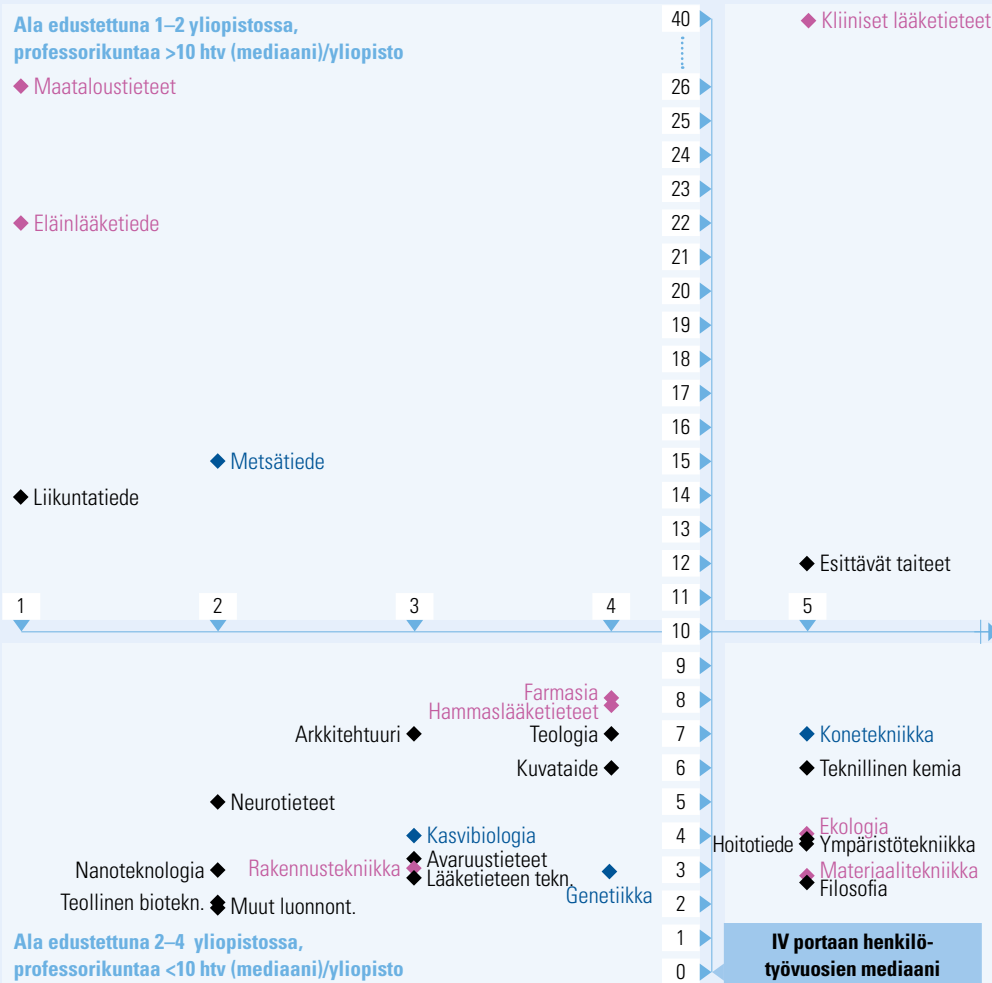 Ala edustettuna 1–2 yliopistossa,
professorikuntaa >10 htv (mediaani)/yliopisto
40
Kliiniset lääketieteet
Maataloustieteet
26
25
24
23
Eläinlääketiede
22
21
20
19
18
17
16
Metsätiede
15
Liikuntatiede
14
13
12
Esittävät taiteet
11
1
2
3
4
5
10
9
Farmasia
8
Hammaslääketieteet
Arkkitehtuuri
Teologia
7
Konetekniikka
Kuvataide
6
Teknillinen kemia
Neurotieteet
5
Kasvibiologia
4
Ekologia
Hoitotiede
Ympäristötekniikka
Avaruustieteet
Nanoteknologia
Rakennustekniikka
3
Materiaalitekniikka
Lääketieteen tekn.
Filosofia
Genetiikka
Teollinen biotekn.
Muut luonnont.
2
Ala edustettuna 2–4 yliopistossa,
professorikuntaa <10 htv (mediaani)/yliopisto
1
0
IV portaan henkilö-
työvuosien mediaani